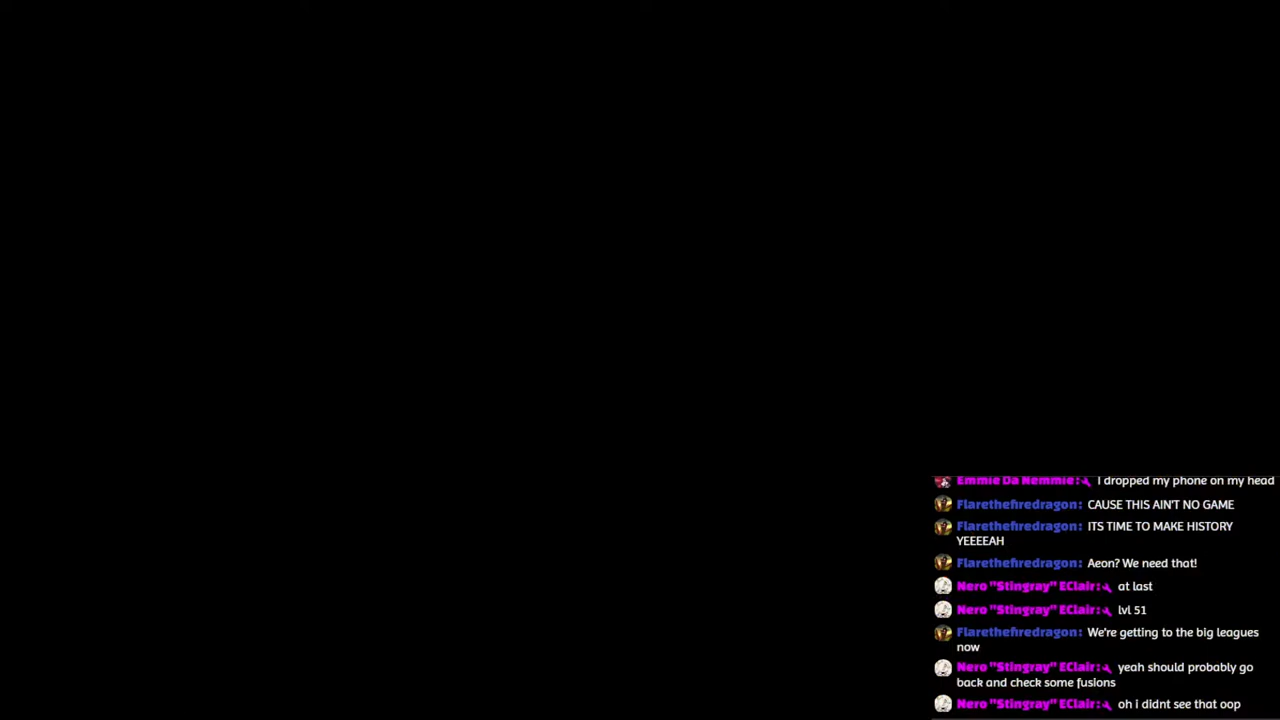 Emmie Da Nemmie: I dropped my phone on my head
Flarethefiredragon: CAUSE THIS AIN'T NO GAME
Flarethefiredragon: ITS TIME TO MAKE HISTORY
YEEEEAH
Flarethefiredragon: Aeon? We need that!
Nero "Stingray" EClair: at last
Nero "Stingray" EClair: lvl 51
Flarethefiredragon: We're getting to the big leagues
now
Nero "Stingray" EClair: yeah should probably go
back and check some fusions
Nero "Stingray" EClair: oh i didnt see that oop